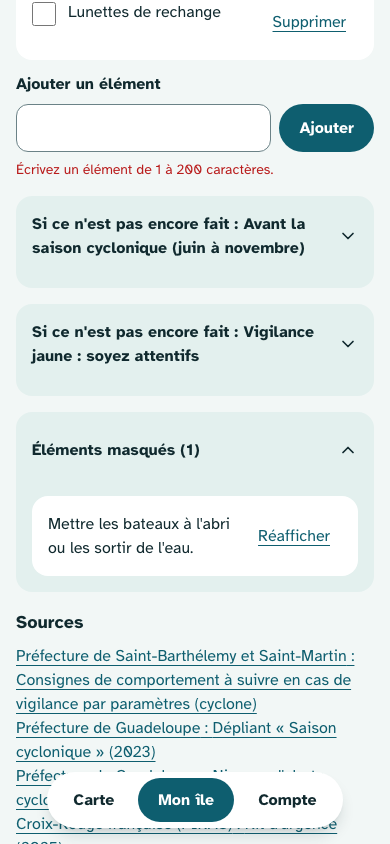 Lunettes de rechange
Supprimer
Ajouter un élément
Ajouter
Écrivez un élément de 1 à 200 caractères.
Si ce n'est pas encore fait : Avant la
saison cyclonique (juin à novembre)
Si ce n'est pas encore fait : Vigilance
jaune : soyez attentifs
Éléments masqués (1)
Mettre les bateaux à l'abri
ou les sortir de l'eau.
Réafficher
Sources
Préfecture de Saint-Barthélemy et Saint-Martin :
Consignes de comportement à suivre en cas de
vigilance par paramètres (cyclone)
Préfecture de Guadeloupe : Dépliant « Saison
cyclonique » (2023)
Carte
Mon île
Compte
Croix-Rouge française